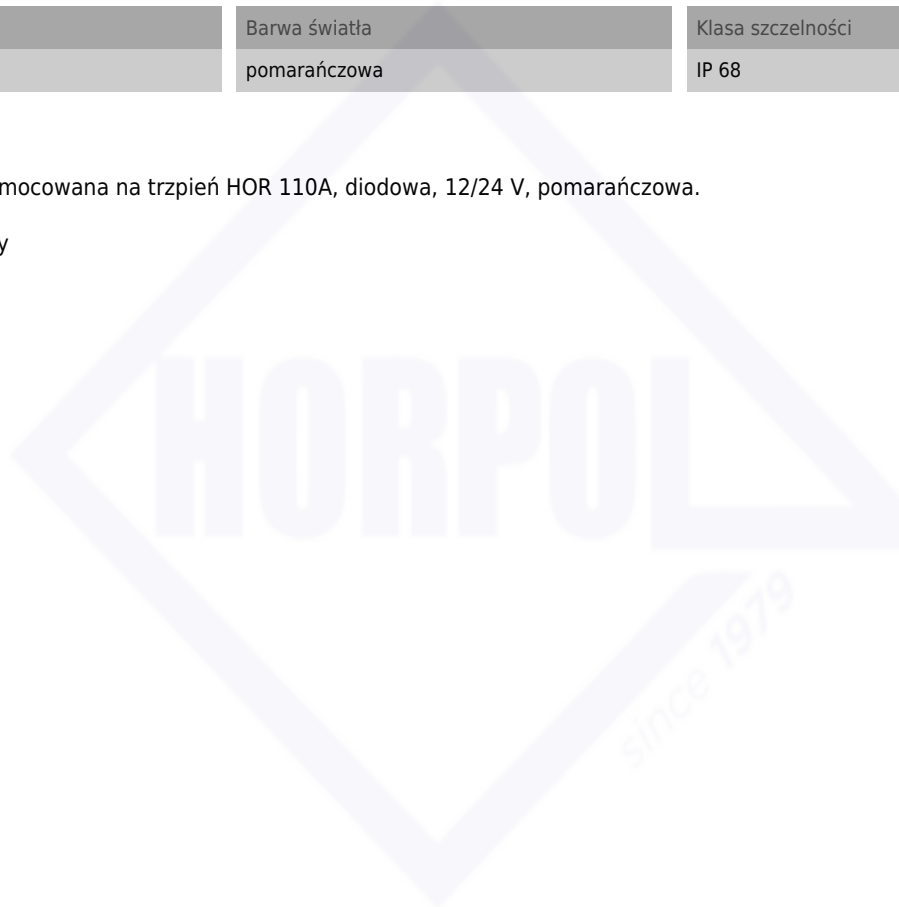 Barwa światła
Klasa szczelności
pomarańczowa
IP 68
mocowana na trzpień HOR 110A, diodowa, 12/24 V, pomarańczowa.
y
HORPOL
since 1979